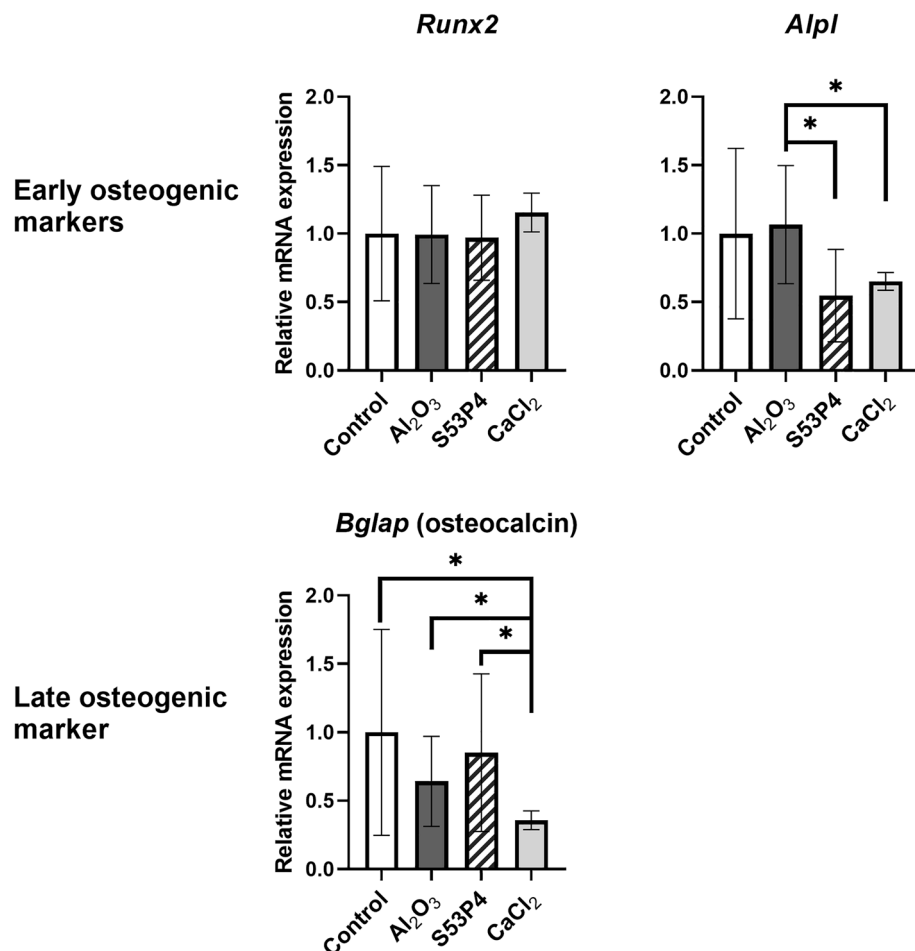 Runx2
Alpl
Early osteogenic
markers
Relative mRNA expression
2.0
1.5
1.0
0.5
0.0
Control
Al₂O₃
S53P4
CaCl₂
*
*
2.0
1.5
1.0
0.5
0.0
Control
Al₂O₃
S53P4
CaCl₂
Bglap (osteocalcin)
Late osteogenic
marker
Relative mRNA expression
*
*
*
2.0
1.5
1.0
0.5
0.0
Control
Al₂O₃
S53P4
CaCl₂